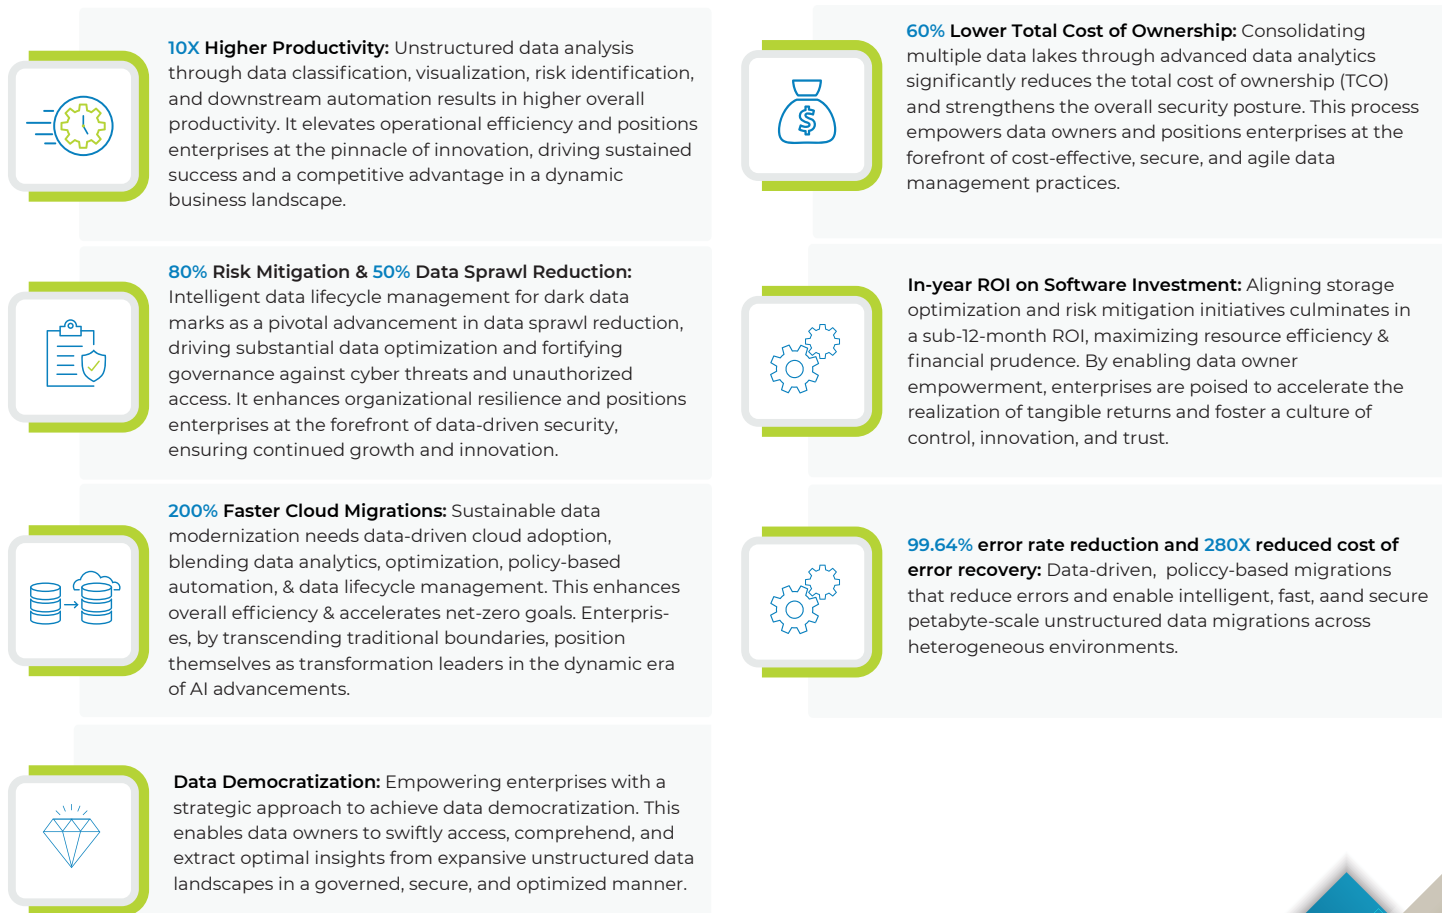 10X Higher Productivity: Unstructured data analysis
through data classification, visualization, risk identification,
and downstream automation results in higher overall
productivity. It elevates operational efficiency and positions
enterprises at the pinnacle of innovation, driving sustained
success and a competitive advantage in a dynamic
business landscape.
80% Risk Mitigation & 50% Data Sprawl Reduction:
Intelligent data lifecycle management for dark data
marks as a pivotal advancement in data sprawl reduction,
driving substantial data optimization and fortifying
governance against cyber threats and unauthorized
access. It enhances organizational resilience and positions
enterprises at the forefront of data-driven security,
ensuring continued growth and innovation.
200% Faster Cloud Migrations: Sustainable data
modernization needs data-driven cloud adoption,
blending data analytics, optimization, policy-based
automation, & data lifecycle management. This enhances
overall efficiency & accelerates net-zero goals. Enterpris-
es, by transcending traditional boundaries, position
themselves as transformation leaders in the dynamic era
of AI advancements.
Data Democratization: Empowering enterprises with a
strategic approach to achieve data democratization. This
enables data owners to swiftly access, comprehend, and
extract optimal insights from expansive unstructured data
landscapes in a governed, secure, and optimized manner.
60% Lower Total Cost of Ownership: Consolidating
multiple data lakes through advanced data analytics
significantly reduces the total cost of ownership (TCO)
and strengthens the overall security posture. This process
empowers data owners and positions enterprises at the
forefront of cost-effective, secure, and agile data
management practices.
In-year ROI on Software Investment: Aligning storage
optimization and risk mitigation initiatives culminates in
a sub-12-month ROI, maximizing resource efficiency &
financial prudence. By enabling data owner
empowerment, enterprises are poised to accelerate the
realization of tangible returns and foster a culture of
control, innovation, and trust.
99.64% error rate reduction and 280X reduced cost of
error recovery: Data-driven, policcy-based migrations
that reduce errors and enable intelligent, fast, aand secure
petabyte-scale unstructured data migrations across
heterogeneous environments.